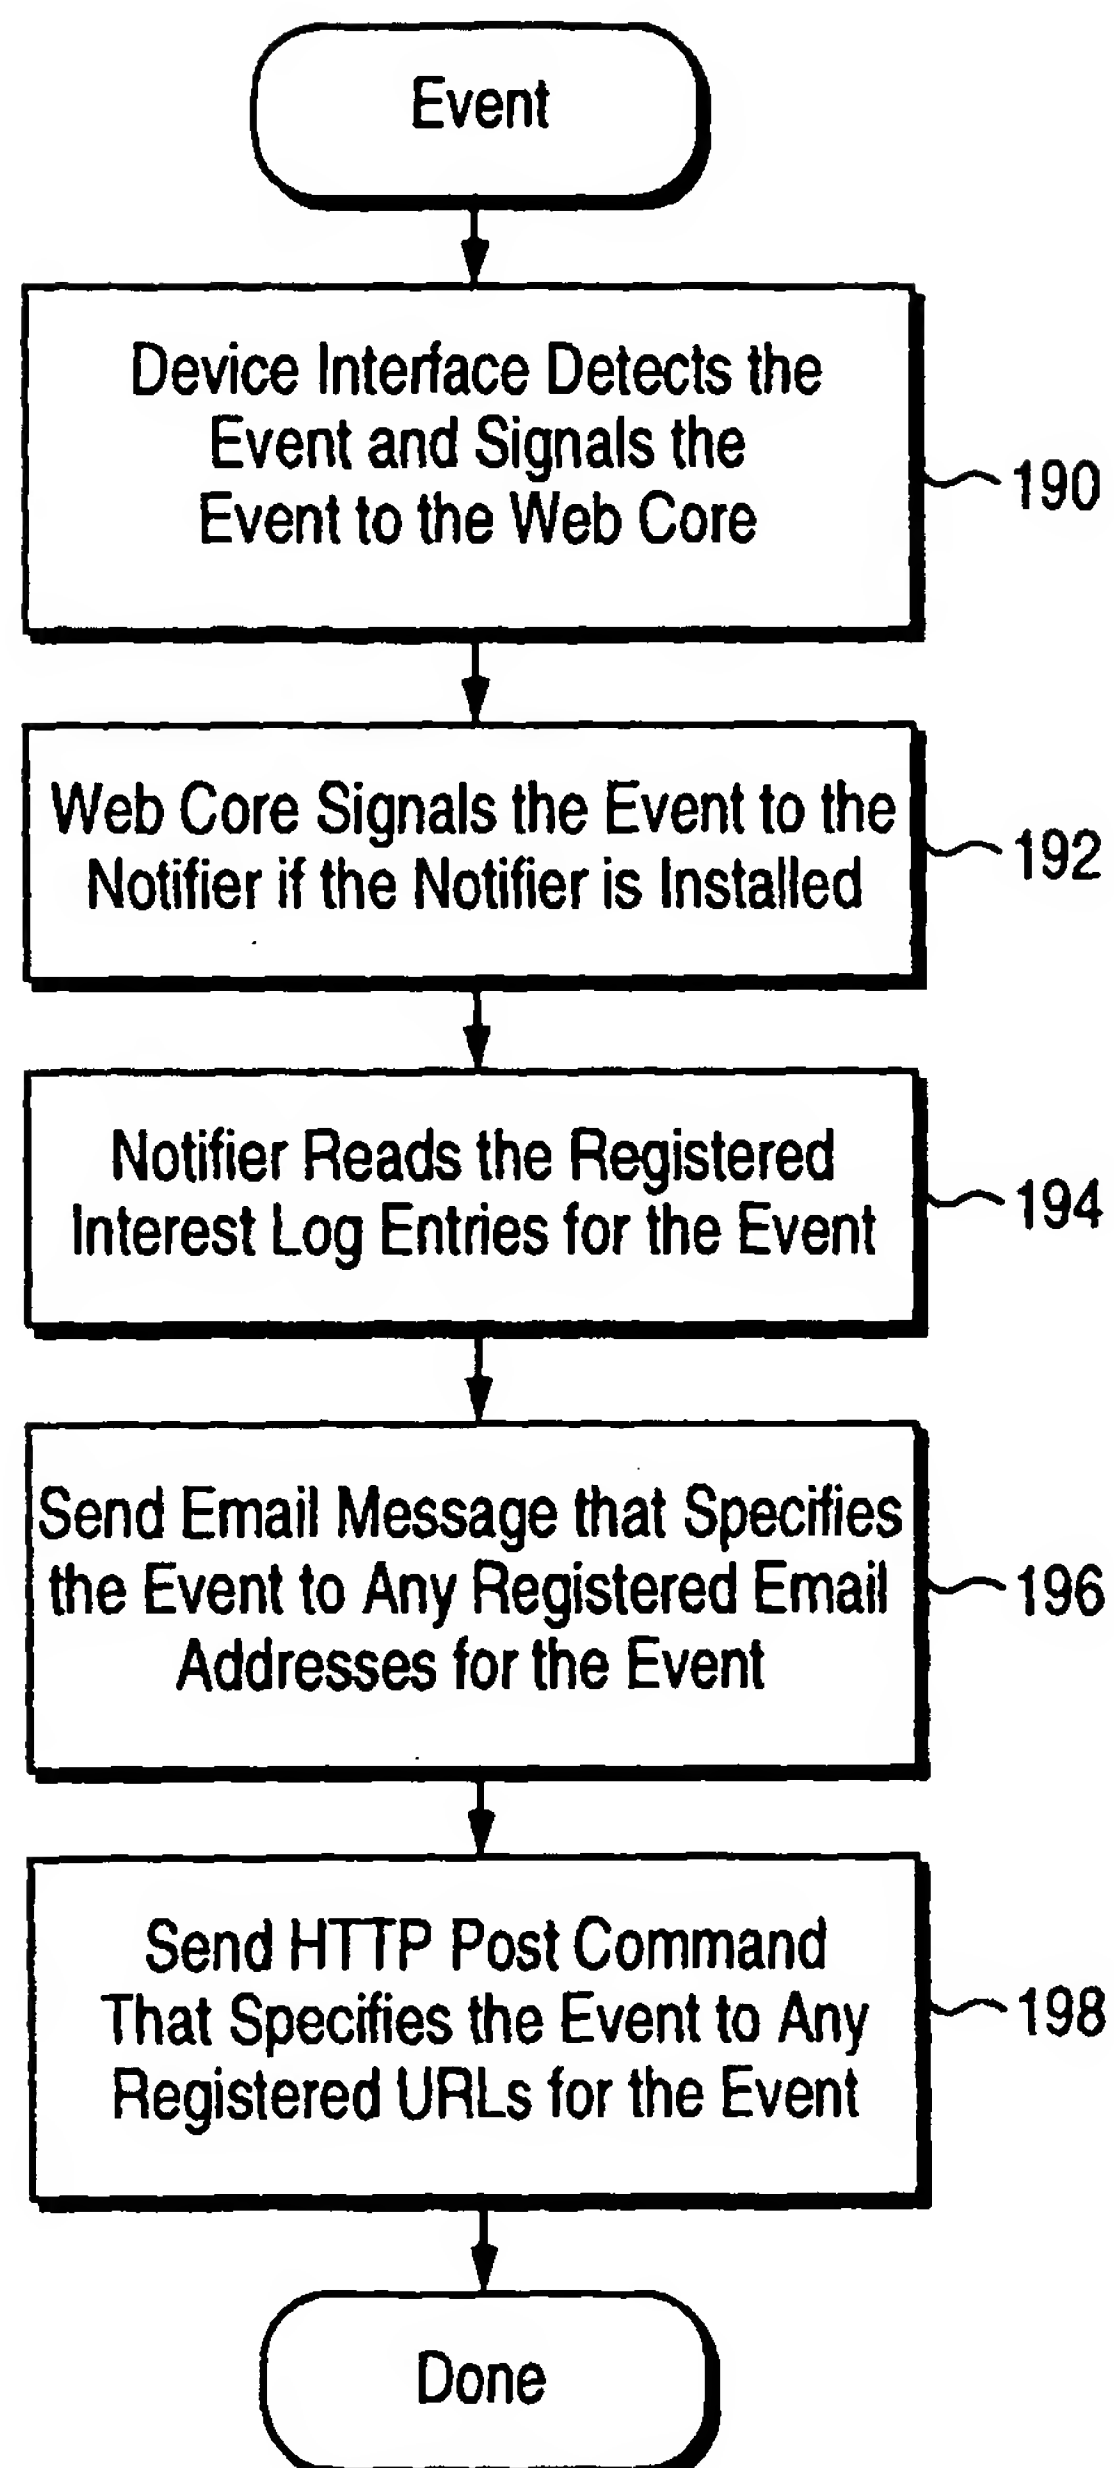 Event
Device Interface Detects the
Event and Signals the
Event to the Web Core
190
Web Core Signals the Event to the
Notifier if the Notifier is Installed
192
Notifier Reads the Registered
Interest Log Entries for the Event
194
Send Email Message that Specifies
the Event to Any Registered Email
Addresses for the Event
196
Send HTTP Post Command
That Specifies the Event to Any
Registered URLs for the Event
198
Done